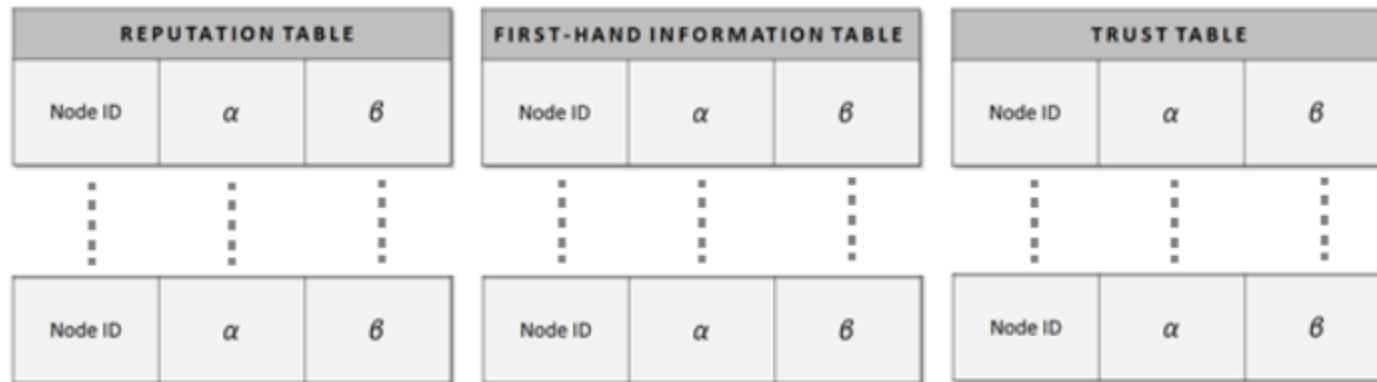 REPUTATION TABLE
Node ID α β
Node ID α β
FIRST-HAND INFORMATION TABLE
Node ID α β
Node ID α β
TRUST TABLE
Node ID α β
Node ID α β